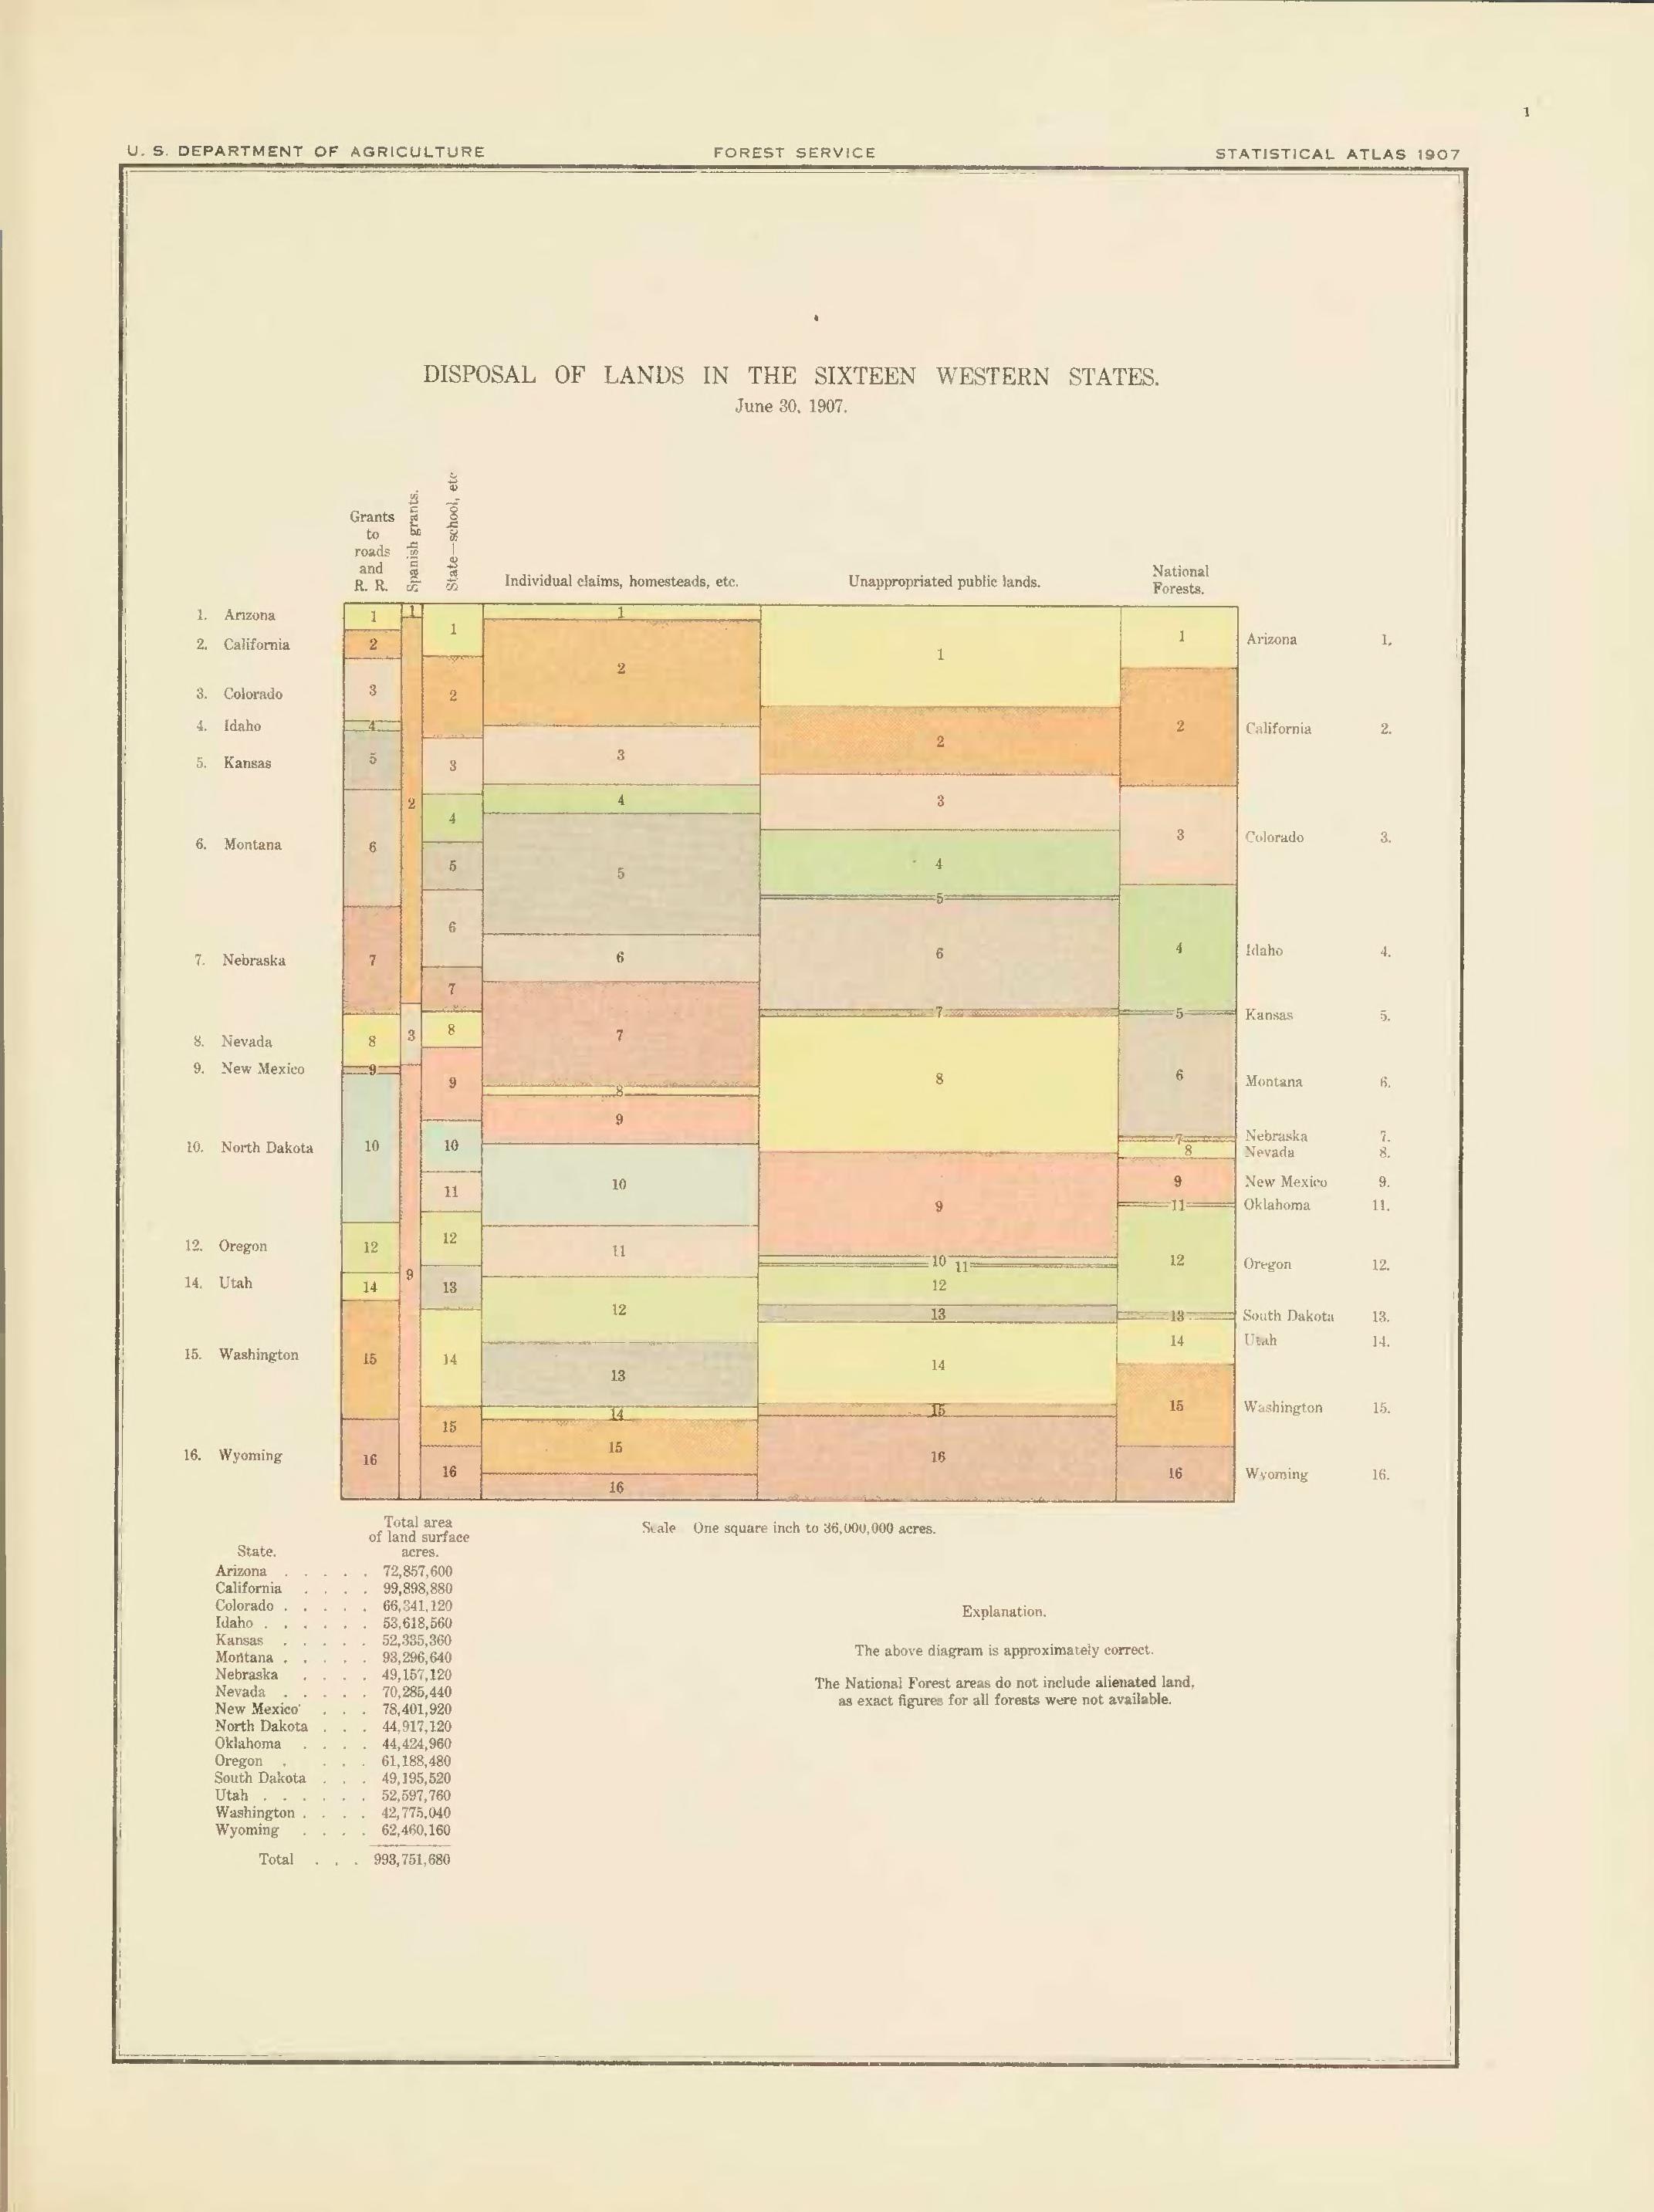 1
U. S. DEPARTMENT OF AGRICULTURE FOREST SERVICE STATISTICAL ATLAS 1907
DISPOSAL OF LANDS IN THE SIXTEEN WESTERN STATES.
June 30, 1907.
Grants
to
roads
and
R. R.
Spanish grants.
State—school, etc
Individual claims, homesteads, etc.
Unappropriated public lands.
National
Forests.
1. Arizona
2. California
3. Colorado
4. Idaho
5. Kansas
6. Montana
7. Nebraska
8. Nevada
9. New Mexico
10. North Dakota
12. Oregon
14. Utah
15. Washington
16. Wyoming
1
2
3
4
5
6
7
8
9
10
12
14
15
16
1
2
3
9
1
2
3
4
5
6
7
8
9
10
11
12
13
14
15
16
1
2
3
4
5
6
7
8
9
10
11
12
13
14
15
16
1
2
3
4
5
6
7
8
9
10 11
12
13
14
15
16
1
2
3
4
5
6
7
8
9
11
12
13
14
15
16
Arizona 1.
California 2.
Colorado 3.
Idaho 4.
Kansas 5.
Montana 6.
Nebraska 7.
Nevada 8.
New Mexico 9.
Oklahoma 11.
Oregon 12.
South Dakota 13.
Utah 14.
Washington 15.
Wyoming 16.
Scale One square inch to 36,000,000 acres.
Total area
of land surface
State. acres.
Arizona . . . . . 72,857,600
California . . . . 99,898,880
Colorado . . . . . 66,341,120
Idaho . . . . . . 53,618,560
Kansas . . . . . 52,335,360
Montana . . . . . 93,296,640
Nebraska . . . . 49,157,120
Nevada . . . . . 70,285,440
New Mexico . . . 78,401,920
North Dakota . . . 44,917,120
Oklahoma . . . . 44,424,960
Oregon . . . . 61,188,480
South Dakota . . . 49,195,520
Utah . . . . . . 52,597,760
Washington . . . . 42,775,040
Wyoming . . . . 62,460,160
Total . . . 993,751,680
Explanation.
The above diagram is approximately correct.
The National Forest areas do not include alienated land,
as exact figures for all forests were not available.